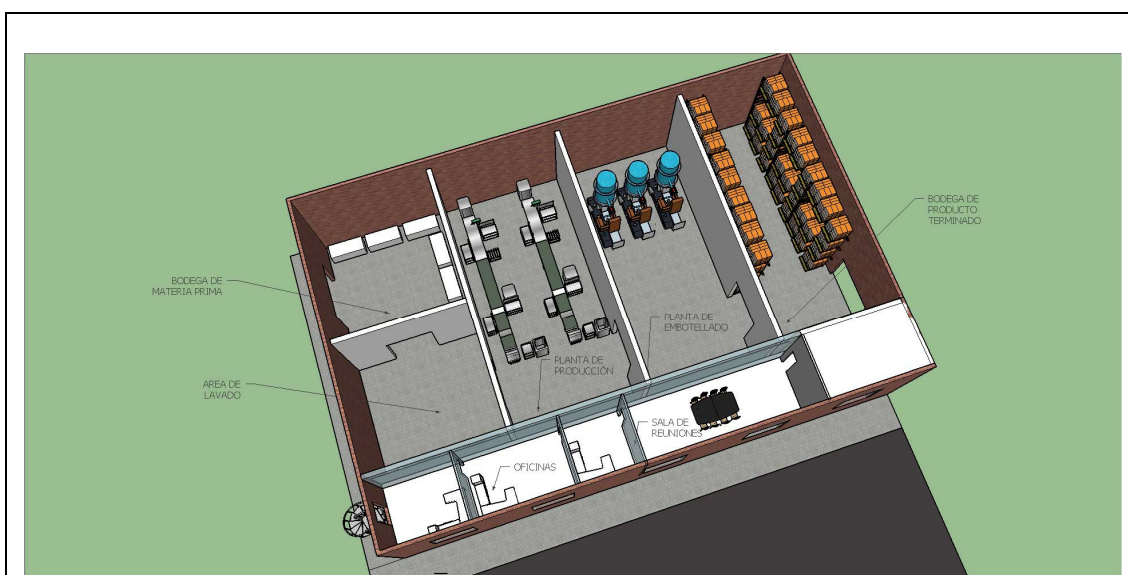 BODEGA DE
PRODUCTO
TERMINADO
BODEGA DE
MATERIA PRIMA
PLANTA DE
EMBOTELLADO
PLANTA DE
PRODUCCIÓN
AREA DE
LAVADO
SALA DE
REUNIONES
OFICINAS